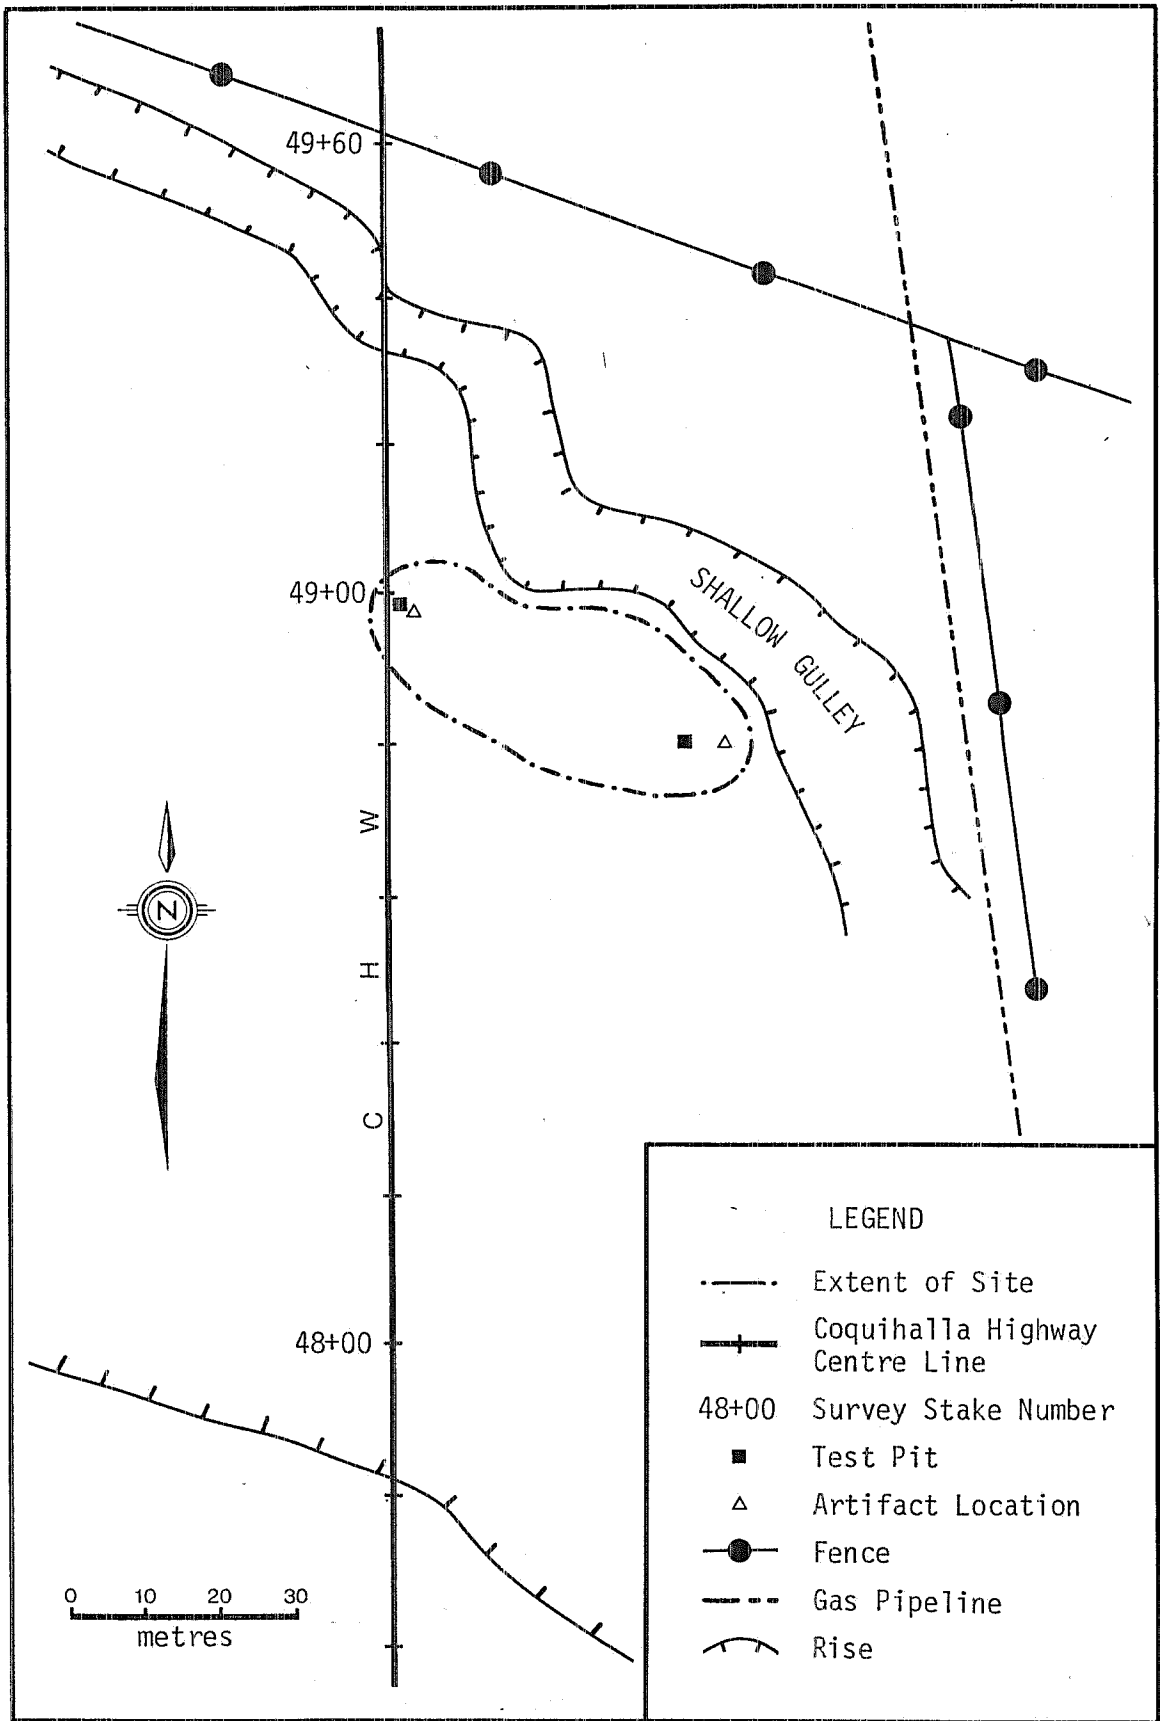 49+60
49+00
SHALLOW GULLEY
W
N
H
C
48+00
0 10 20 30
metres
LEGEND
Extent of Site
Coquihalla Highway
Centre Line
48+00 Survey Stake Number
Test Pit
Artifact Location
Fence
Gas Pipeline
Rise